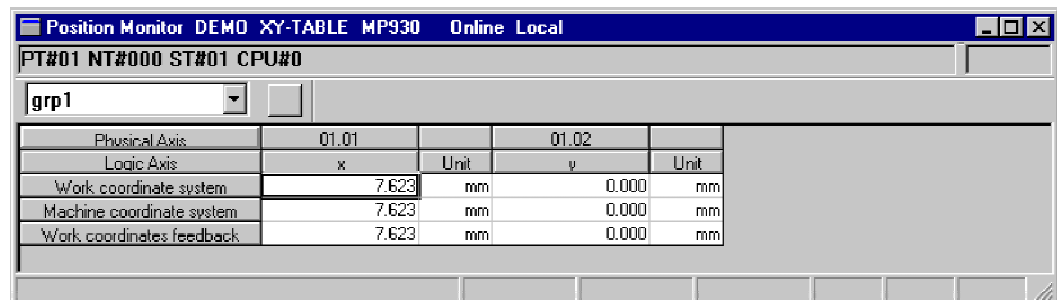 Position Monitor DEMO XY-TABLE MP930 Online Local
PT#01 NT#000 ST#01 CPU#0
grp1
Physical Axis 01.01 01.02
Logic Axis x Unit y Unit
Work coordinate system 7.623 mm 0.000 mm
Machine coordinate system 7.623 mm 0.000 mm
Work coordinates feedback 7.623 mm 0.000 mm